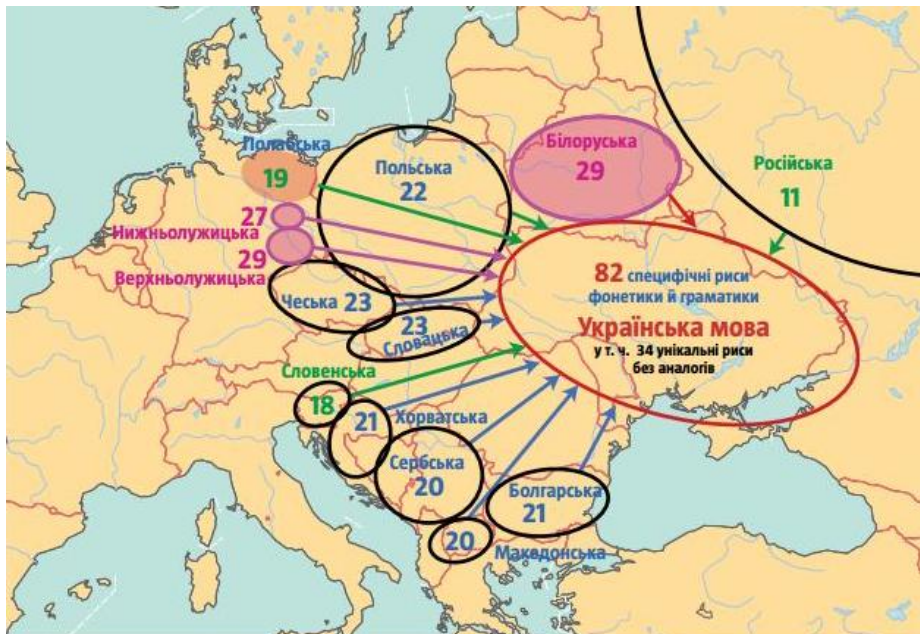 Полабська
19
Польська
22
Білоруська
29
Російська
11
27
Нижньолужицька
29
Верхньолужицька
Чеська 23
23
Словацька
82 специфічні риси
фонетики й граматики
Українська мова
у т. ч. 34 унікальні риси
без аналогів
Словенська
18
21
Хорватська
Сербська
20
Болгарська
21
20
Македонська